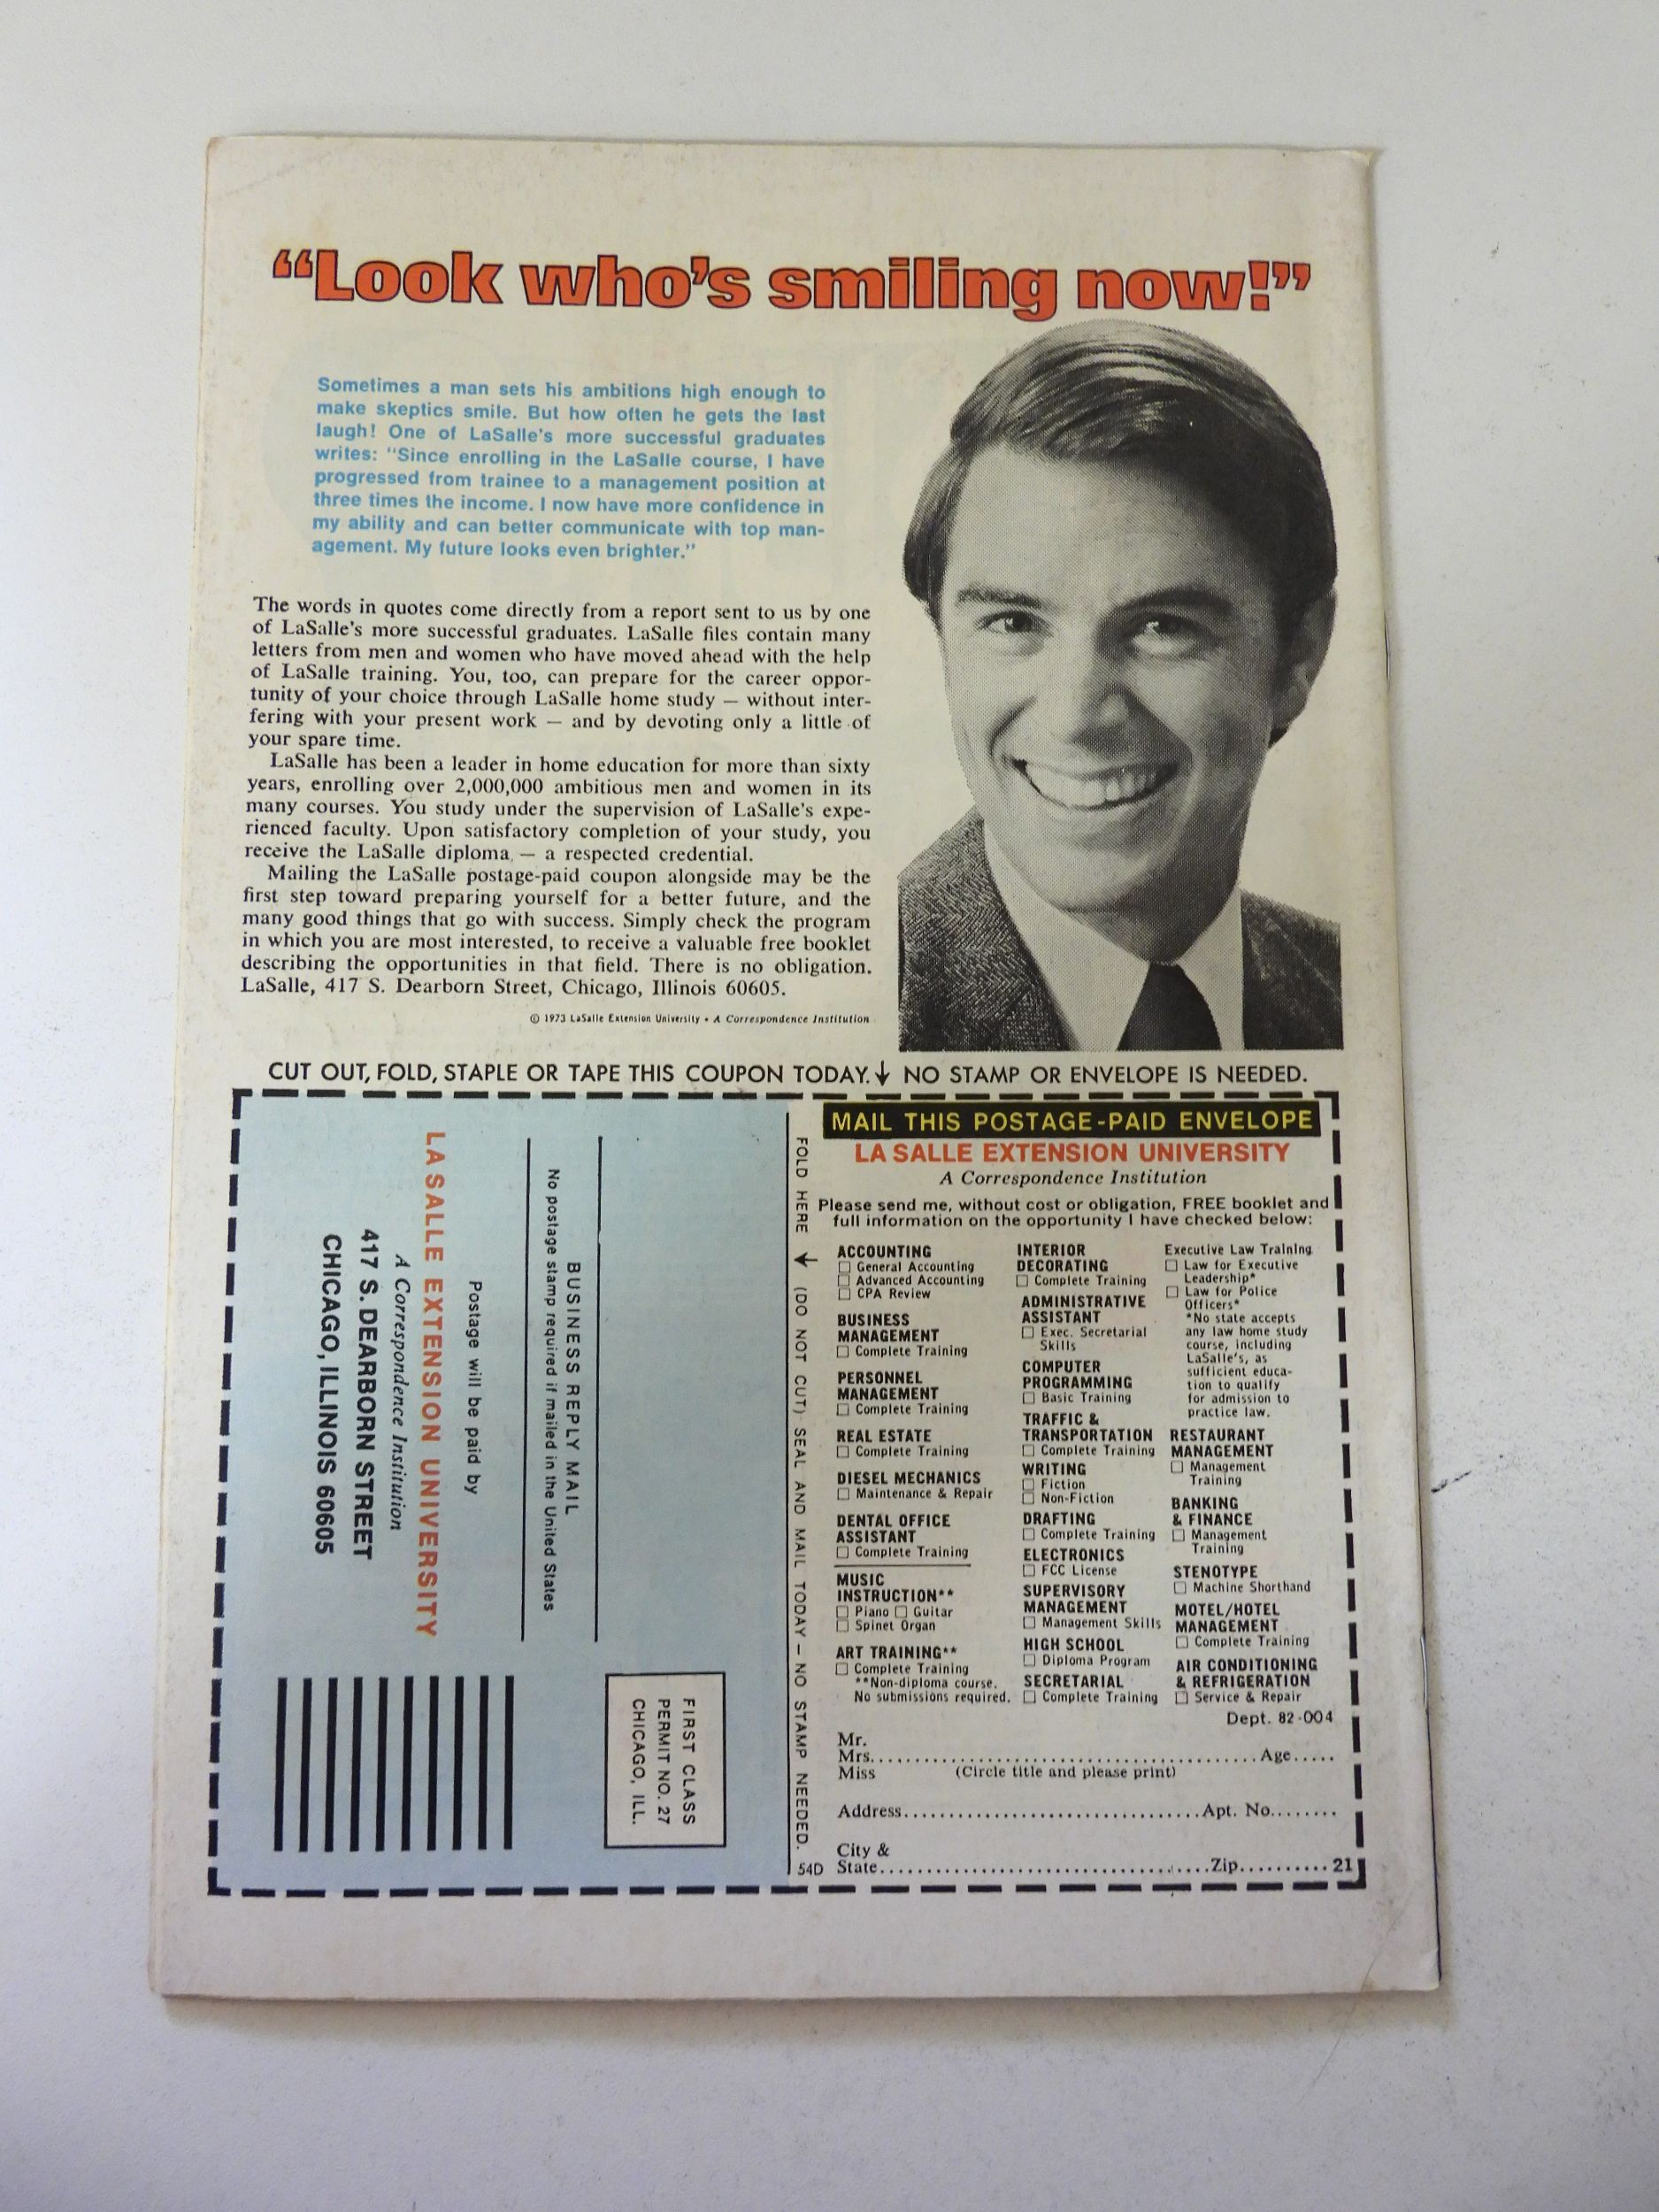 “Look who’s smiling now!”
Sometimes a man sets his ambitions high enough to
make skeptics smile. But how often he gets the last
laugh! One of LaSalle's more successful graduates
writes: "Since enrolling in the LaSalle course, I have
progressed from trainee to a management position at
three times the income. I now have more confidence in
my ability and can better communicate with top man-
agement. My future looks even brighter."
The words in quotes come directly from a report sent to us by one
of LaSalle's more successful graduates. LaSalle files contain many
letters from men and women who have moved ahead with the help
of LaSalle training. You, too, can prepare for the career oppor-
tunity of your choice through LaSalle home study — without inter-
fering with your present work — and by devoting only a little of
your spare time.
LaSalle has been a leader in home education for more than sixty
years, enrolling over 2,000,000 ambitious men and women in its
many courses. You study under the supervision of LaSalle's expe-
rienced faculty. Upon satisfactory completion of your study, you
receive the LaSalle diploma — a respected credential.
Mailing the LaSalle postage-paid coupon alongside may be the
first step toward preparing yourself for a better future, and the
many good things that go with success. Simply check the program
in which you are most interested, to receive a valuable free booklet
describing the opportunities in that field. There is no obligation.
LaSalle, 417 S. Dearborn Street, Chicago, Illinois 60605.
© 1973 LaSalle Extension University • A Correspondence Institution
CUT OUT, FOLD, STAPLE OR TAPE THIS COUPON TODAY. ↓ NO STAMP OR ENVELOPE IS NEEDED.
FIRST CLASS
PERMIT NO. 27
CHICAGO, ILL.
BUSINESS REPLY MAIL
No postage stamp required if mailed in the United States
Postage will be paid by
LA SALLE EXTENSION UNIVERSITY
A Correspondence Institution
417 S. DEARBORN STREET
CHICAGO, ILLINOIS 60605
FOLD HERE ↓ (DO NOT CUT) SEAL AND MAIL TODAY — NO STAMP NEEDED.
54D
MAIL THIS POSTAGE-PAID ENVELOPE
LA SALLE EXTENSION UNIVERSITY
A Correspondence Institution
Please send me, without cost or obligation, FREE booklet and
full information on the opportunity I have checked below:
ACCOUNTING
☐ General Accounting
☐ Advanced Accounting
☐ CPA Review
BUSINESS
MANAGEMENT
☐ Complete Training
PERSONNEL
MANAGEMENT
☐ Complete Training
REAL ESTATE
☐ Complete Training
DIESEL MECHANICS
☐ Maintenance & Repair
DENTAL OFFICE
ASSISTANT
☐ Complete Training
MUSIC
INSTRUCTION**
☐ Piano ☐ Guitar
☐ Spinet Organ
ART TRAINING**
☐ Complete Training
**Non-diploma course.
No submissions required.
INTERIOR
DECORATING
☐ Complete Training
ADMINISTRATIVE
ASSISTANT
☐ Exec. Secretarial
Skills
COMPUTER
PROGRAMMING
☐ Basic Training
TRAFFIC &
TRANSPORTATION
☐ Complete Training
WRITING
☐ Fiction
☐ Non-Fiction
DRAFTING
☐ Complete Training
ELECTRONICS
☐ FCC License
SUPERVISORY
MANAGEMENT
☐ Management Skills
HIGH SCHOOL
☐ Diploma Program
SECRETARIAL
☐ Complete Training
Executive Law Training
☐ Law for Executive
Leadership*
☐ Law for Police
Officers*
*No state accepts
any law home study
course, including
LaSalle's, as
sufficient educa-
tion to qualify
for admission to
practice law.
RESTAURANT
MANAGEMENT
☐ Management
Training
BANKING
& FINANCE
☐ Management
Training
STENOTYPE
☐ Machine Shorthand
MOTEL/HOTEL
MANAGEMENT
☐ Complete Training
AIR CONDITIONING
& REFRIGERATION
☐ Service & Repair
Dept. 82-004
Mr.
Mrs. Age
Miss (Circle title and please print)
Address Apt. No.
City &
State Zip 21